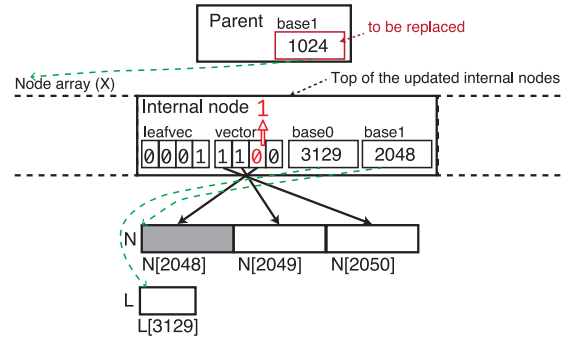 Parent
base1
1024
to be replaced
Node array (X)
Top of the updated internal nodes
Internal node 1
leafvec vector base0 base1
0 0 0 1 1 1 0 0 3129 2048
N
N[2048] N[2049] N[2050]
L
L[3129]